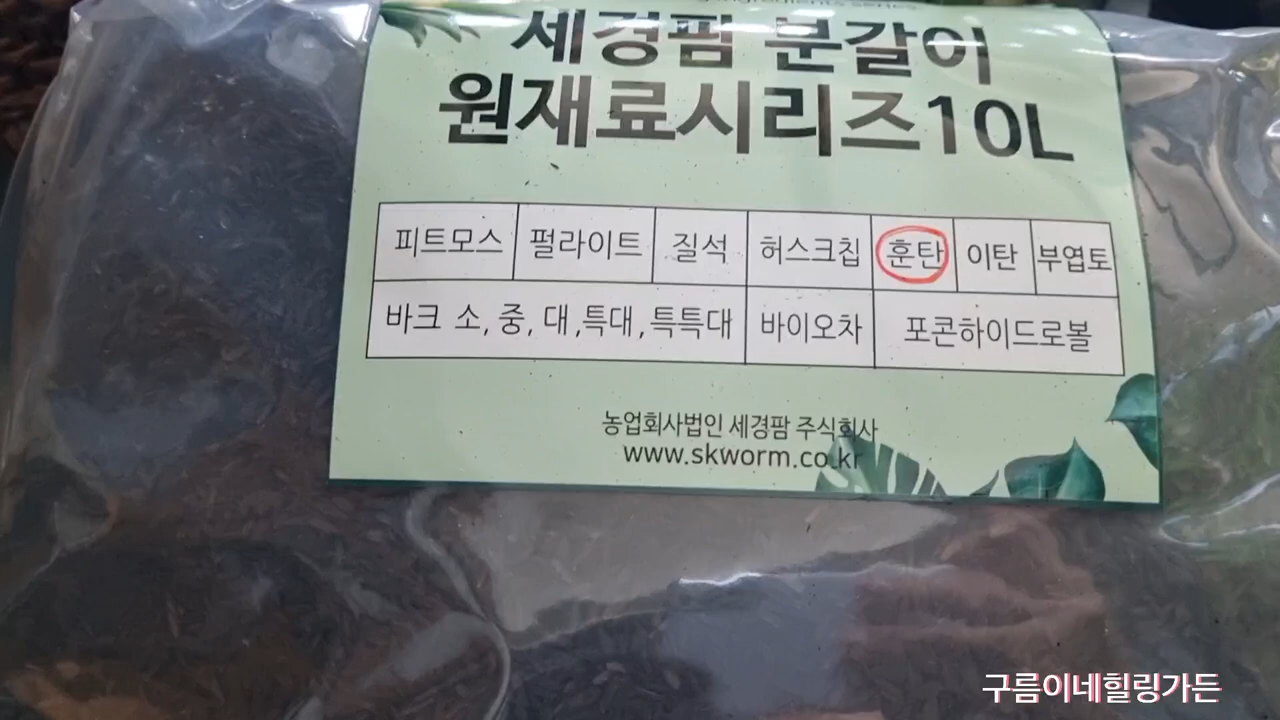 세경팜 분갈이
원재료시리즈10L
피트모스 펄라이트 질석 허스크칩 훈탄 이탄 부엽토
바크 소, 중, 대,특대,특특대 바이오차 포콘하이드로볼
농업회사법인 세경팜 주식회사
www.skworm.co.kr
구름이네힐링가든